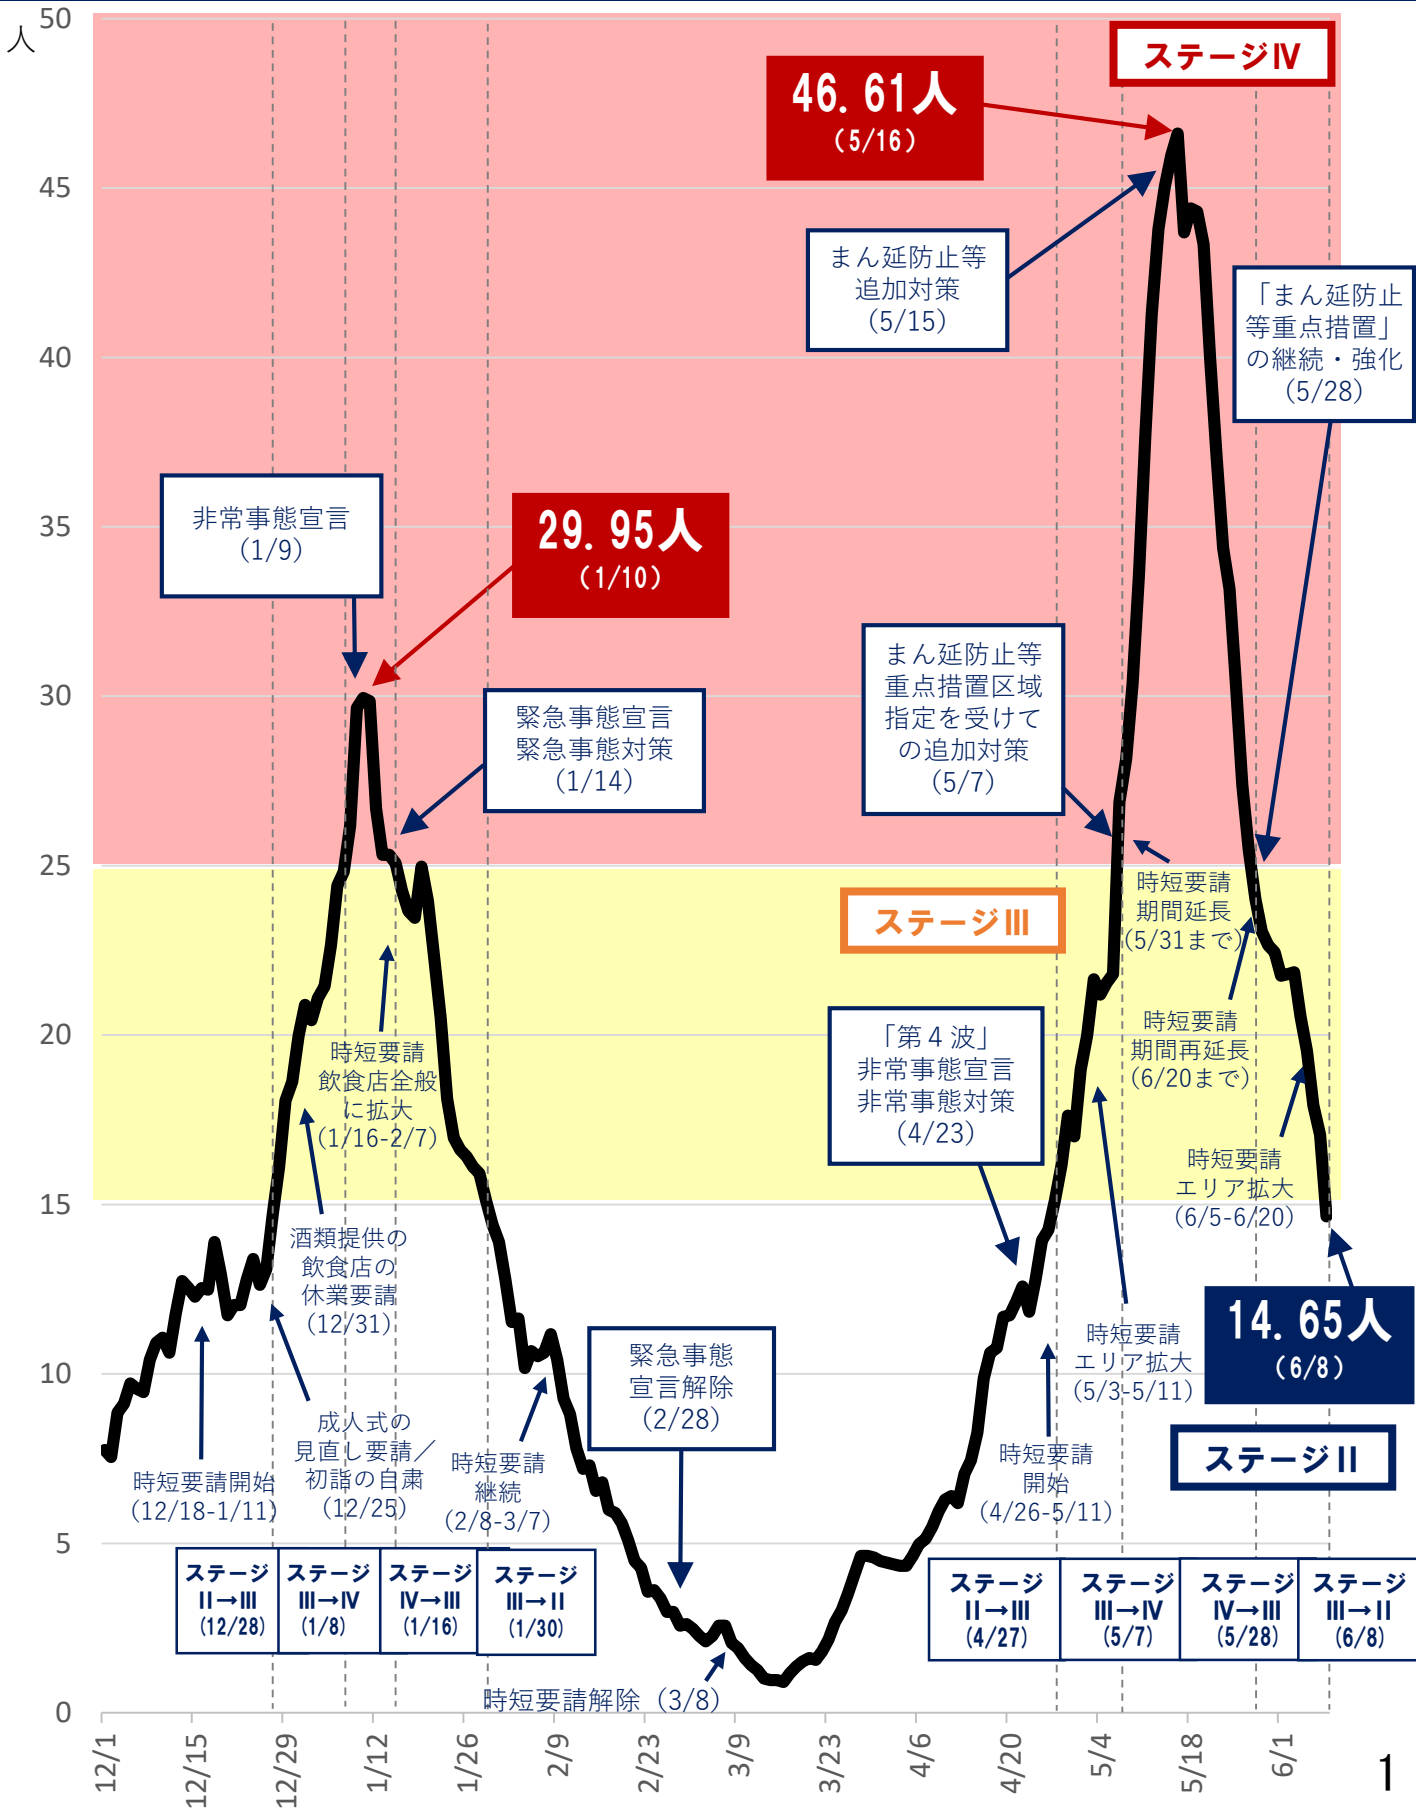 人
50
45
40
35
30
25
20
15
10
5
0
ステージⅣ
46.61人
（5/16）
まん延防止等
追加対策
（5/15）
「まん延防止
等重点措置」
の継続・強化
（5/28）
非常事態宣言
（1/9）
29.95人
（1/10）
緊急事態宣言
緊急事態対策
（1/14）
まん延防止等
重点措置区域
指定を受けて
の追加対策
（5/7）
時短要請
期間延長
（5/31まで）
ステージⅢ
「第４波」
非常事態宣言
非常事態対策
（4/23）
時短要請
期間再延長
（6/20まで）
時短要請
飲食店全般
に拡大
（1/16-2/7）
時短要請
エリア拡大
（6/5-6/20）
酒類提供の
飲食店の
休業要請
（12/31）
14.65人
（6/8）
時短要請
エリア拡大
（5/3-5/11）
緊急事態
宣言解除
（2/28）
ステージⅡ
成人式の
見直し要請／
初詣の自粛
（12/25）
時短要請開始
（12/18-1/11）
時短要請
継続
（2/8-3/7）
時短要請
開始
（4/26-5/11）
ステージ
Ⅱ→Ⅲ
（12/28）
ステージ
Ⅲ→Ⅳ
（1/8）
ステージ
Ⅳ→Ⅲ
（1/16）
ステージ
Ⅲ→Ⅱ
（1/30）
ステージ
Ⅱ→Ⅲ
（4/27）
ステージ
Ⅲ→Ⅳ
（5/7）
ステージ
Ⅳ→Ⅲ
（5/28）
ステージ
Ⅲ→Ⅱ
（6/8）
時短要請解除（3/8）
12/1
12/15
12/29
1/12
1/26
2/9
2/23
3/9
3/23
4/6
4/20
5/4
5/18
6/1
1